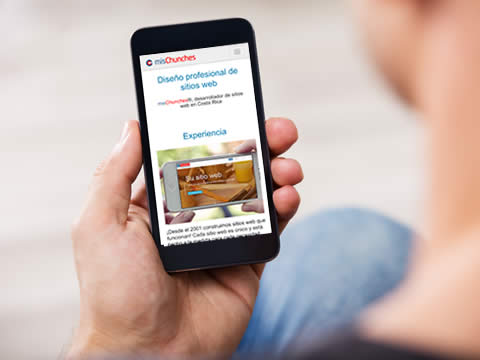 misChunches
Diseño profesional de
sitios web
misChunches®, desarrollador de sitios
web en Costa Rica
Experiencia
Su sitio web
¡Desde el 2001 construimos sitios web que
funcionan! Cada sitio web es único y está